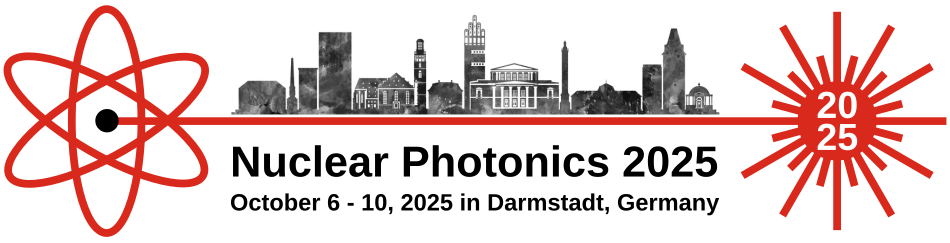 Nuclear Photonics 2025
October 6 - 10, 2025 in Darmstadt, Germany
20
25